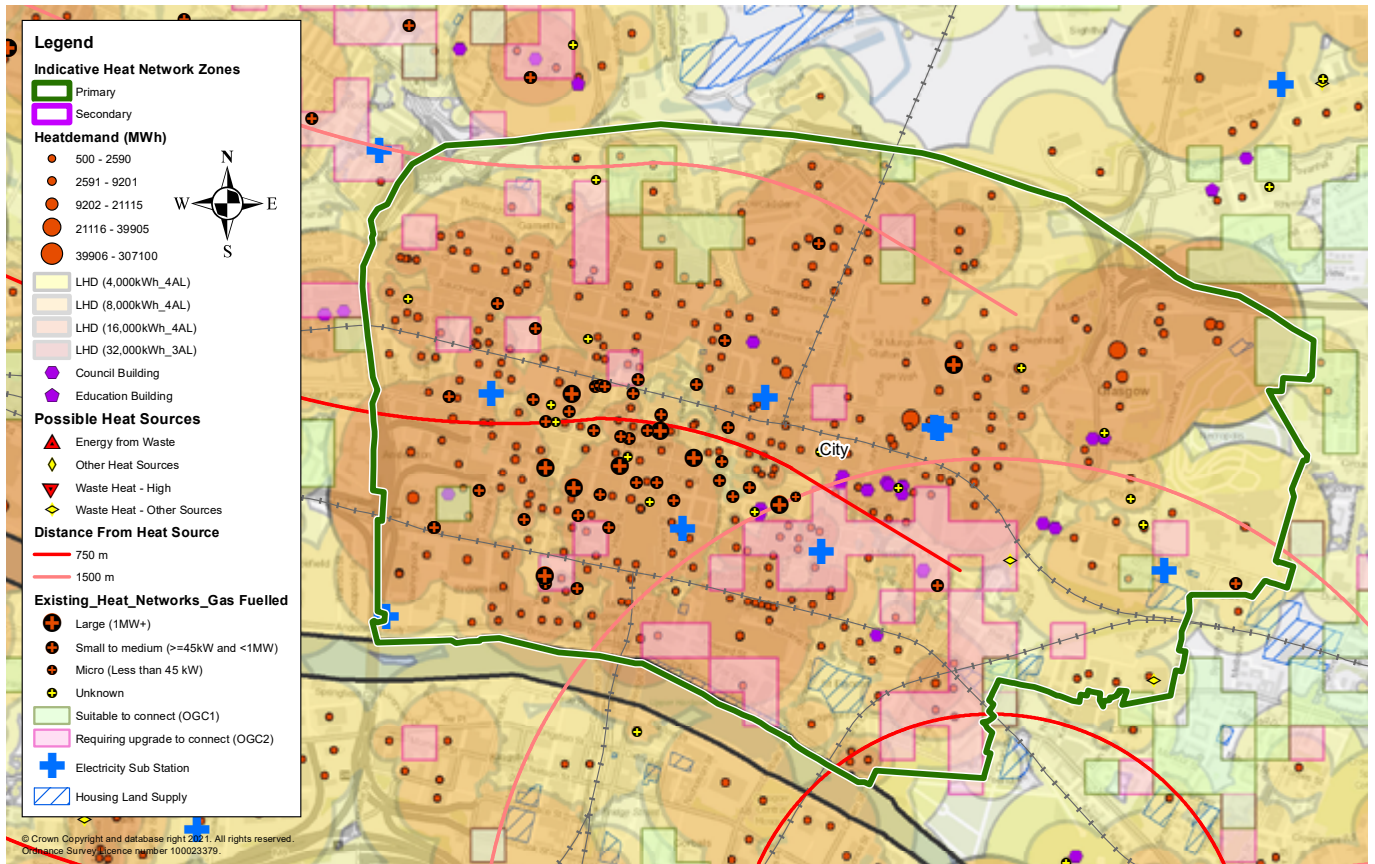 Legend
Indicative Heat Network Zones
Primary
Secondary
Heatdemand (MWh)
500 - 2590
2591 - 9201
9202 - 21115
21116 - 39905
39906 - 307100
N
W E
S
LHD (4,000kWh_4AL)
LHD (8,000kWh_4AL)
LHD (16,000kWh_4AL)
LHD (32,000kWh_3AL)
Council Building
Education Building
Possible Heat Sources
Energy from Waste
Other Heat Sources
Waste Heat - High
Waste Heat - Other Sources
Distance From Heat Source
750 m
1500 m
Existing_Heat_Networks_Gas Fuelled
Large (1MW+)
Small to medium (>=45kW and <1MW)
Micro (Less than 45 kW)
Unknown
Suitable to connect (OGC1)
Requiring upgrade to connect (OGC2)
Electricity Sub Station
Housing Land Supply
© Crown Copyright and database right 2021. All rights reserved.
Ordnance Survey Licence number 100023379.
Glasgow
City
Gorbals